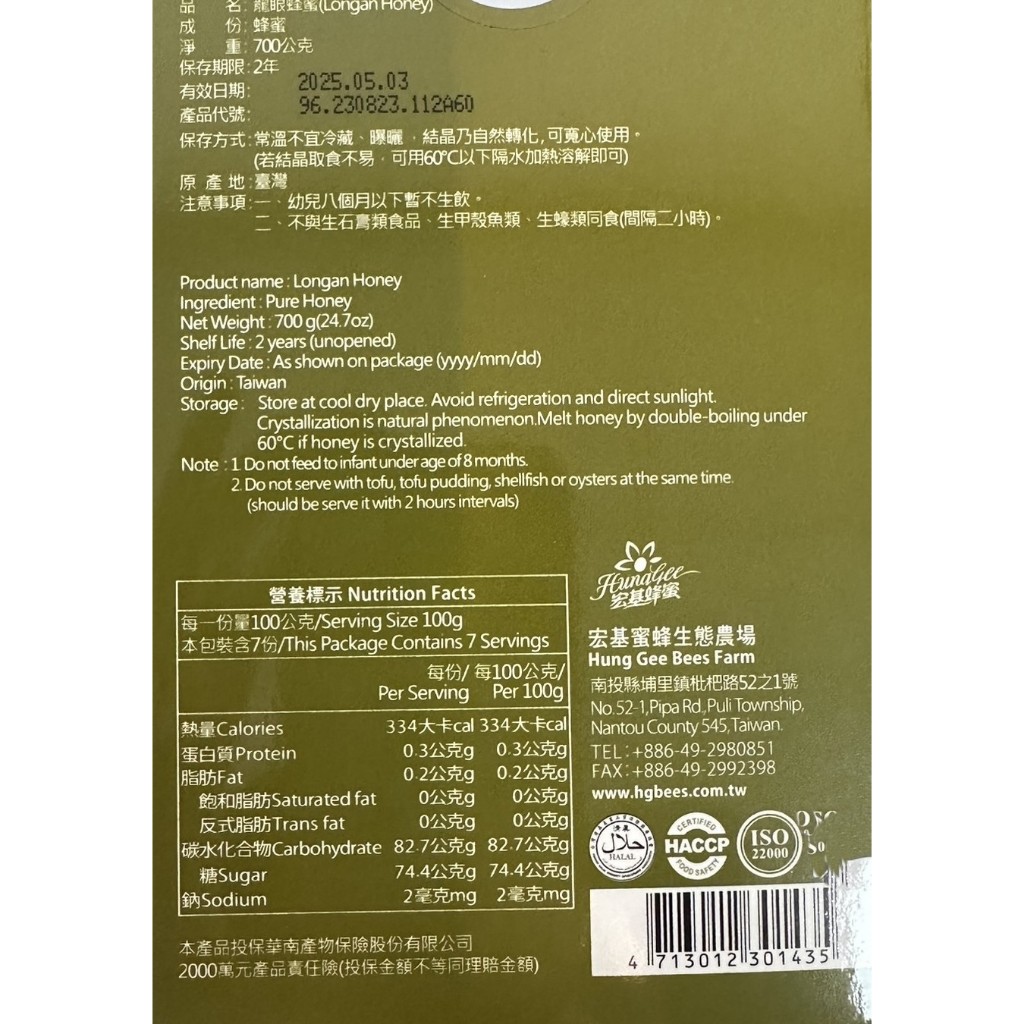 品 名: 龍眼蜂蜜(Longan Honey)
成 份: 蜂蜜
淨 重: 700公克
保存期限: 2年
有效日期: 2025.05.03
產品代號: 96.230823.112A60
保存方式: 常溫不宜冷藏、曝曬，結晶乃自然轉化, 可寬心使用。
(若結晶取食不易，可用60°C以下隔水加熱溶解即可)
原 產 地: 臺灣
注意事項: 一、幼兒八個月以下暫不生飲。
二、不與生石膏類食品、生甲殼魚類、生蠔類同食(間隔二小時)。
Product name : Longan Honey
Ingredient : Pure Honey
Net Weight : 700 g(24.7oz)
Shelf Life : 2 years (unopened)
Expiry Date : As shown on package (yyyy/mm/dd)
Origin : Taiwan
Storage : Store at cool dry place. Avoid refrigeration and direct sunlight.
Crystallization is natural phenomenon.Melt honey by double-boiling under
60°C if honey is crystallized.
Note : 1. Do not feed to infant under age of 8 months.
2. Do not serve with tofu, tofu pudding, shellfish or oysters at the same time.
(should be serve it with 2 hours intervals)
營養標示 Nutrition Facts
每一份量100公克/Serving Size 100g
本包裝含7份/This Package Contains 7 Servings
每份/ 每100公克/
Per Serving Per 100g
熱量Calories 334大卡cal 334大卡cal
蛋白質Protein 0.3公克g 0.3公克g
脂肪Fat 0.2公克g 0.2公克g
飽和脂肪Saturated fat 0公克g 0公克g
反式脂肪Trans fat 0公克g 0公克g
碳水化合物Carbohydrate 82.7公克g 82.7公克g
糖Sugar 74.4公克g 74.4公克g
鈉Sodium 2毫克mg 2毫克mg
本產品投保華南產物保險股份有限公司
2000萬元產品責任險(投保金額不等同理賠金額)
HunaGee
宏基蜂蜜
宏基蜜蜂生態農場
Hung Gee Bees Farm
南投縣埔里鎮枇杷路52之1號
No.52-1,Pipa Rd.,Puli Township,
Nantou County 545,Taiwan.
TEL:+886-49-2980851
FAX:+886-49-2992398
www.hgbees.com.tw
清真
حلال
HALAL
CERTIFIED
HACCP
FOOD SAFETY
ISO
22000
4 713012 301435